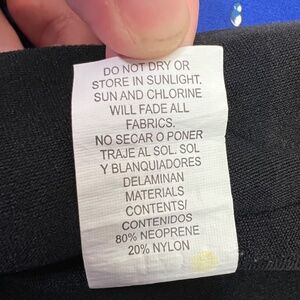 DO NOT DRY OR
STORE IN SUNLIGHT.
SUN AND CHLORINE
WILL FADE ALL
FABRICS.
NO SECAR O PONER
TRAJE AL SOL. SOL
Y BLANQUIADORES
DELAMINAN
MATERIALS
CONTENTS/
CONTENIDOS
80% NEOPRENE
20% NYLON